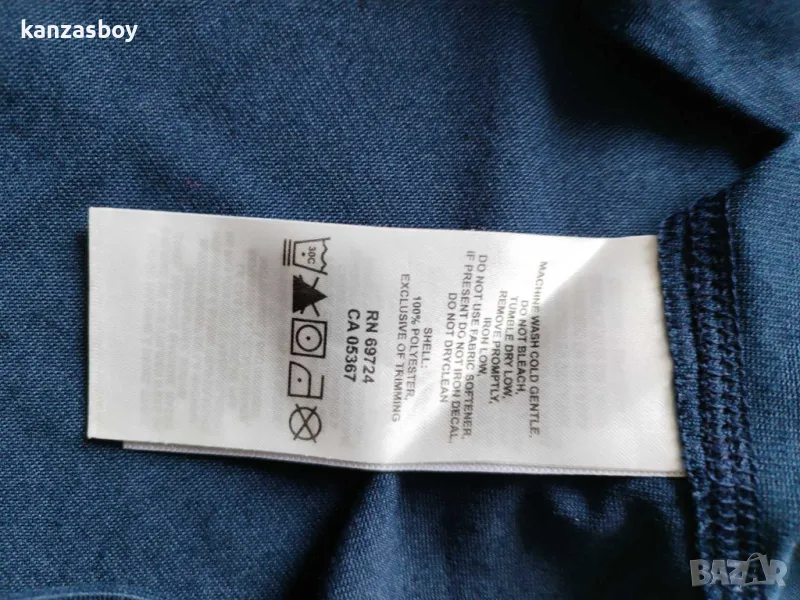 kanzasboy
MACHINE WASH COLD GENTLE,
DO NOT BLEACH,
TUMBLE DRY LOW,
REMOVE PROMPTLY,
IRON LOW,
DO NOT USE FABRIC SOFTENER,
IF PRESENT DO NOT IRON DECAL,
DO NOT DRYCLEAN
SHELL:
100% POLYESTER,
EXCLUSIVE OF TRIMMING
RN 69724
CA 05367
30C
BAZAR